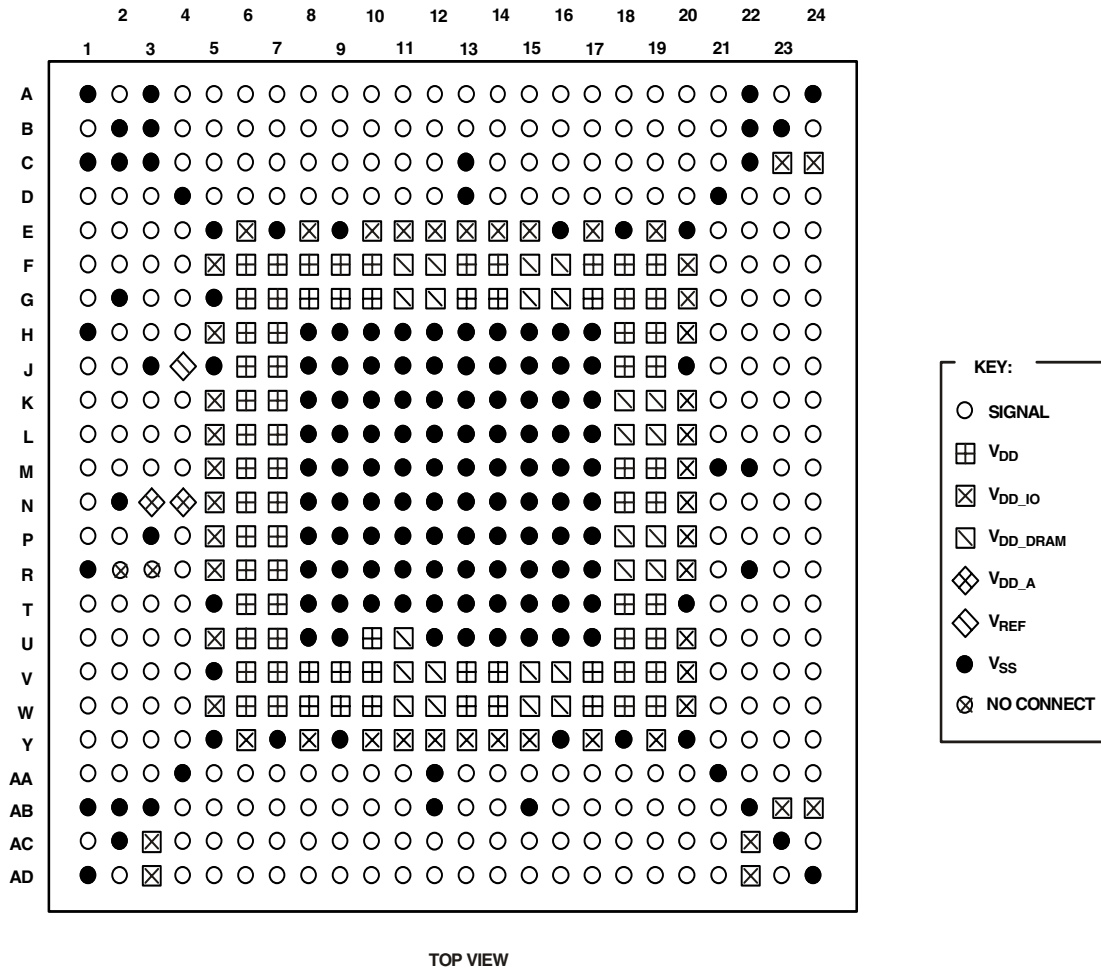 2 4 6 8 10 12 14 16 18 20 22 24
1 3 5 7 9 11 13 15 17 19 21 23
A
B
C
D
E
F
G
H
J
K
L
M
N
P
R
T
U
V
W
Y
AA
AB
AC
AD
KEY:
SIGNAL
VDD
VDD_IO
VDD_DRAM
VDD_A
VREF
VSS
NO CONNECT
TOP VIEW